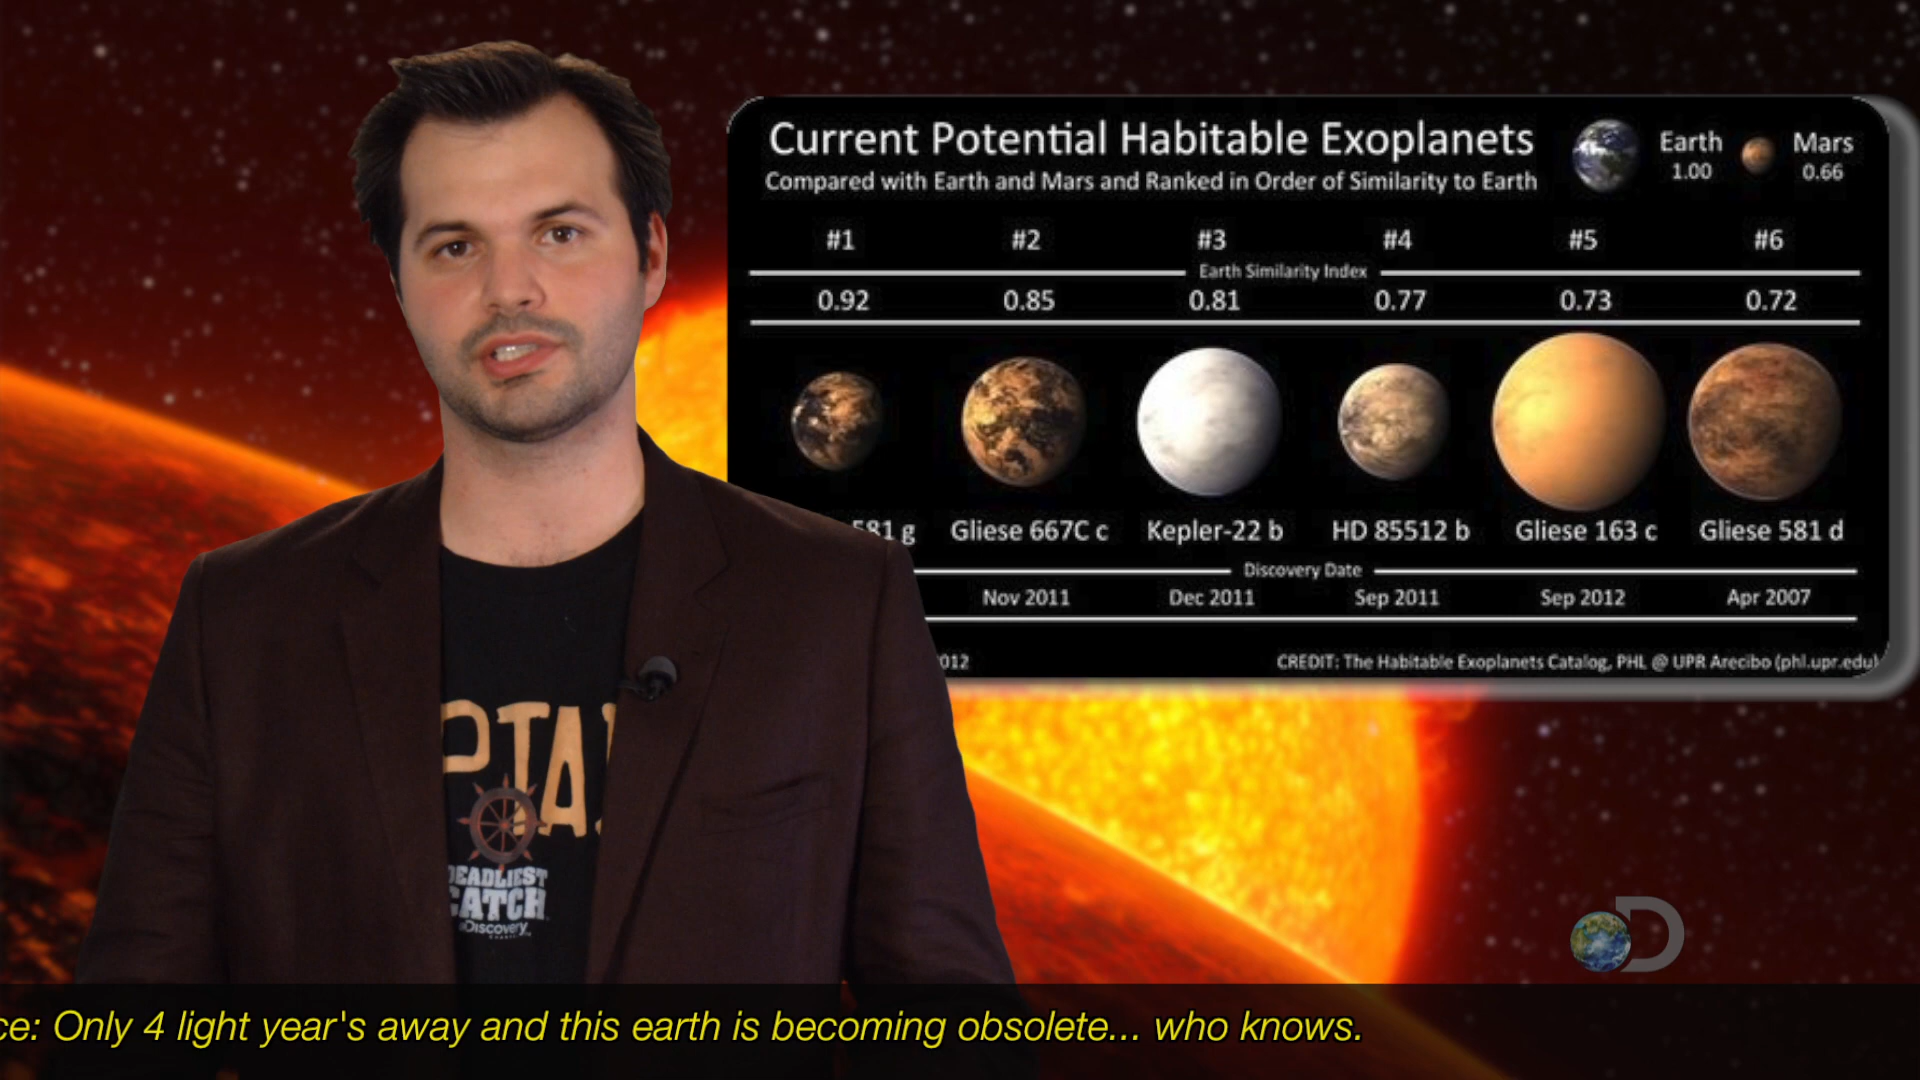 Current Potential Habitable Exoplanets
Compared with Earth and Mars and Ranked in Order of Similarity to Earth
Earth
1.00
Mars
0.66
#1 #2 #3 #4 #5 #6
Earth Similarity Index
0.92 0.85 0.81 0.77 0.73 0.72
581 g Gliese 667C c Kepler-22 b HD 85512 b Gliese 163 c Gliese 581 d
Discovery Date
Nov 2011 Dec 2011 Sep 2011 Sep 2012 Apr 2007
012
CREDIT: The Habitable Exoplanets Catalog, PHL @ UPR Arecibo (phl.upr.edu)
PTA
DEADLIEST
CATCH
Discovery
D
ce: Only 4 light year's away and this earth is becoming obsolete... who knows.